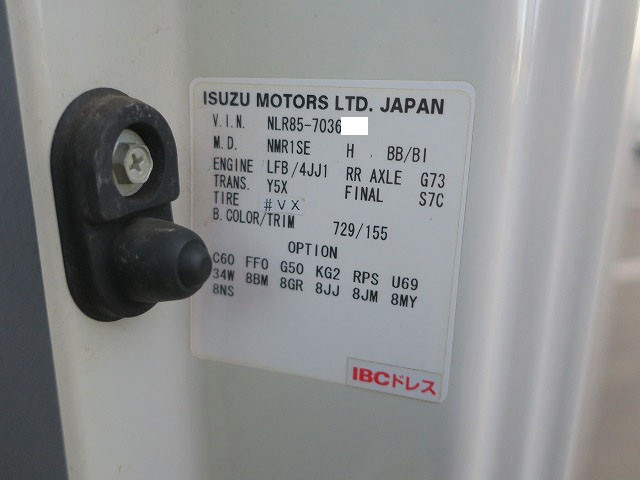 ISUZU MOTORS LTD. JAPAN
V.I.N. NLR85-7036
M.D. NMR1SE H BB/BI
ENGINE LFB/4JJ1 RR AXLE G73
TRANS. Y5X FINAL S7C
TIRE #VX
B.COLOR/TRIM 729/155
OPTION
C60 FF0 G50 KG2 RPS U69
34W 8BM 8GR 8JJ 8JM 8MY
8NS
IBCドレス